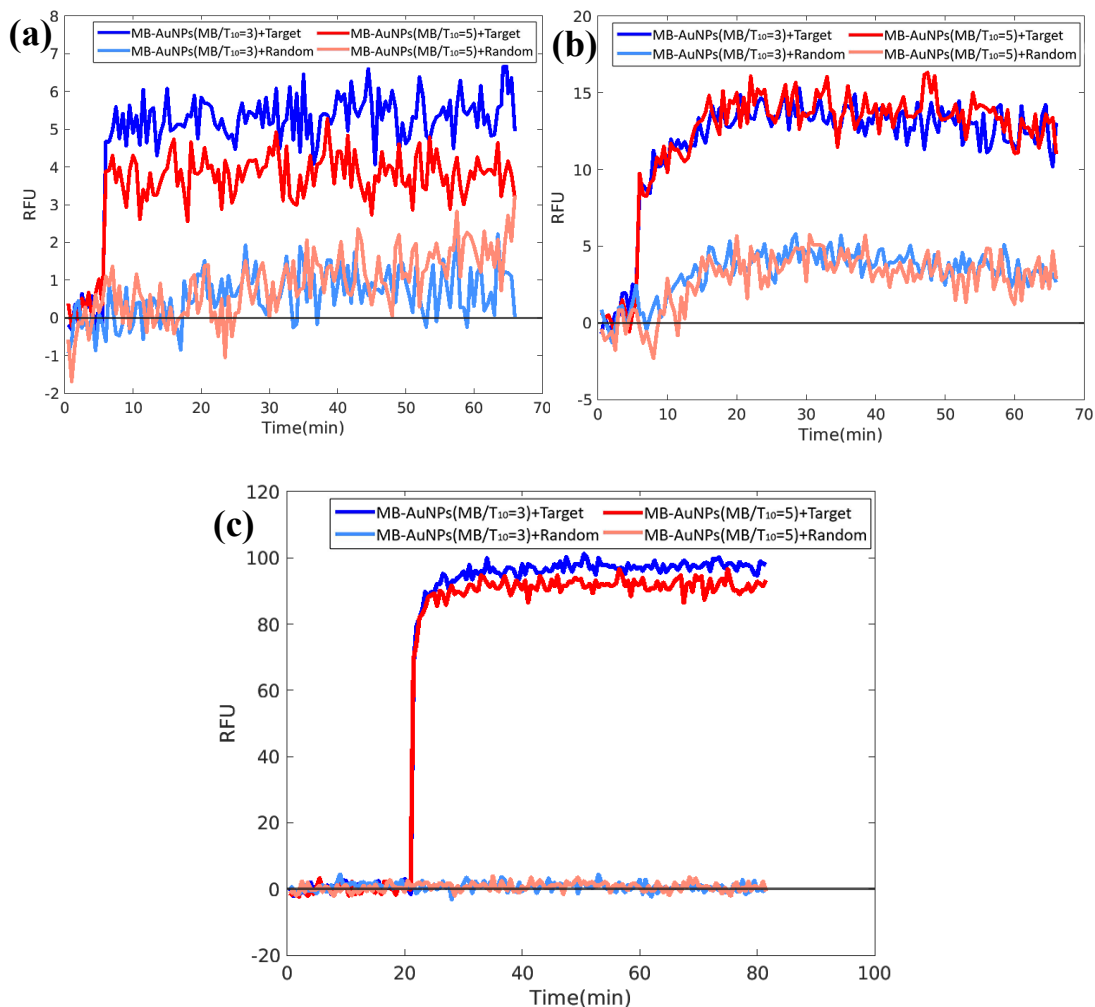 (a)
MB-AuNPs(MB/T₁₀=3)+Target MB-AuNPs(MB/T₁₀=5)+Target
MB-AuNPs(MB/T₁₀=3)+Random MB-AuNPs(MB/T₁₀=5)+Random
8
7
6
5
4
3
2
1
0
-1
-2
RFU
0 10 20 30 40 50 60 70
Time(min)
(b)
MB-AuNPs(MB/T₁₀=3)+Target MB-AuNPs(MB/T₁₀=5)+Target
MB-AuNPs(MB/T₁₀=3)+Random MB-AuNPs(MB/T₁₀=5)+Random
20
15
10
5
0
-5
RFU
0 10 20 30 40 50 60 70
Time(min)
(c)
MB-AuNPs(MB/T₁₀=3)+Target MB-AuNPs(MB/T₁₀=5)+Target
MB-AuNPs(MB/T₁₀=3)+Random MB-AuNPs(MB/T₁₀=5)+Random
120
100
80
60
40
20
0
-20
RFU
0 20 40 60 80 100
Time(min)